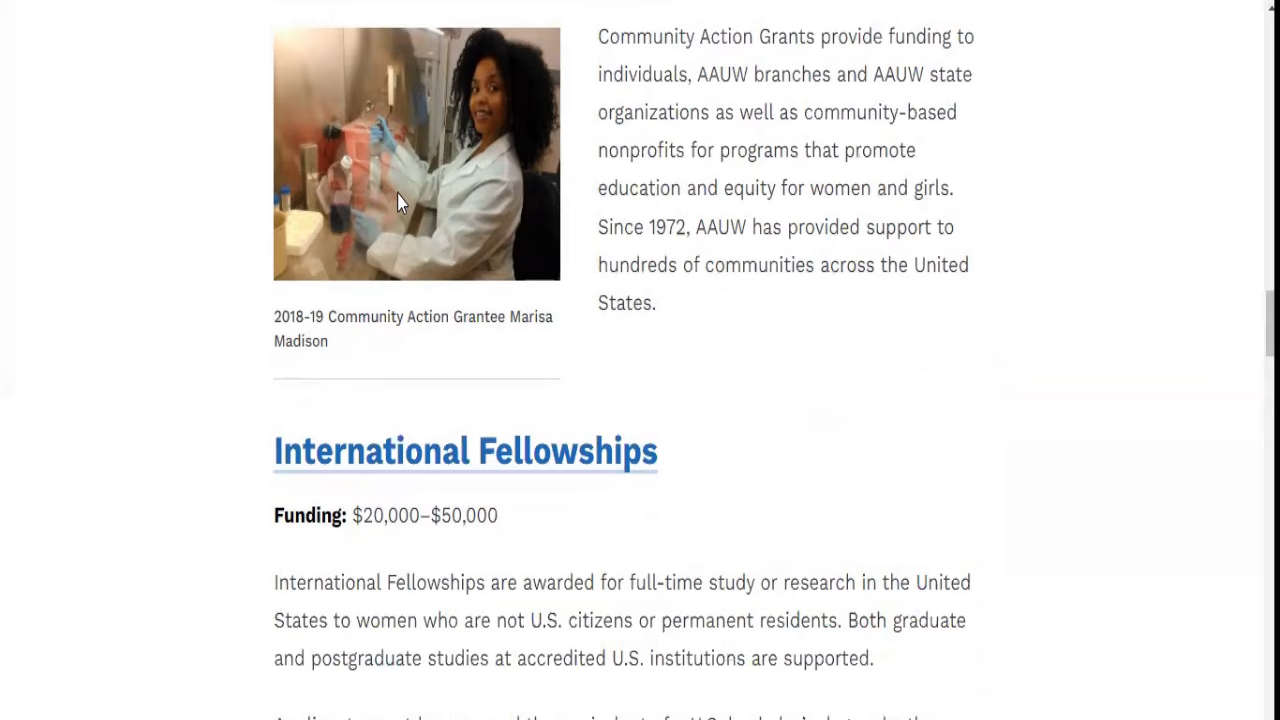 Community Action Grants provide funding to
individuals, AAUW branches and AAUW state
organizations as well as community-based
nonprofits for programs that promote
education and equity for women and girls.
Since 1972, AAUW has provided support to
hundreds of communities across the United
States.
2018-19 Community Action Grantee Marisa
Madison
International Fellowships
Funding: $20,000–$50,000
International Fellowships are awarded for full-time study or research in the United
States to women who are not U.S. citizens or permanent residents. Both graduate
and postgraduate studies at accredited U.S. institutions are supported.